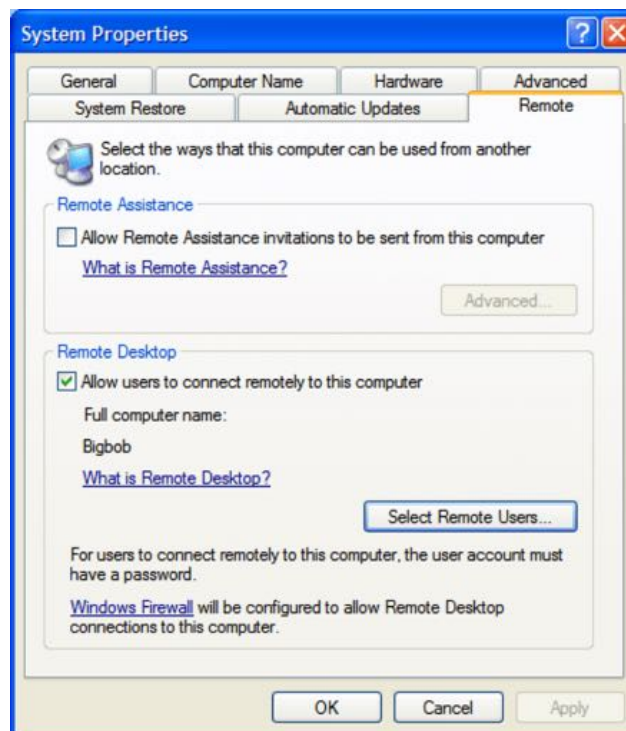 System Properties
?
General
Computer Name
Hardware
Advanced
System Restore
Automatic Updates
Remote
Select the ways that this computer can be used from another
location.
Remote Assistance
Allow Remote Assistance invitations to be sent from this computer
What is Remote Assistance?
Advanced...
Remote Desktop
Allow users to connect remotely to this computer
Full computer name:
Bigbob
What is Remote Desktop?
Select Remote Users...
For users to connect remotely to this computer, the user account must
have a password.
Windows Firewall will be configured to allow Remote Desktop
connections to this computer.
OK
Cancel
Apply